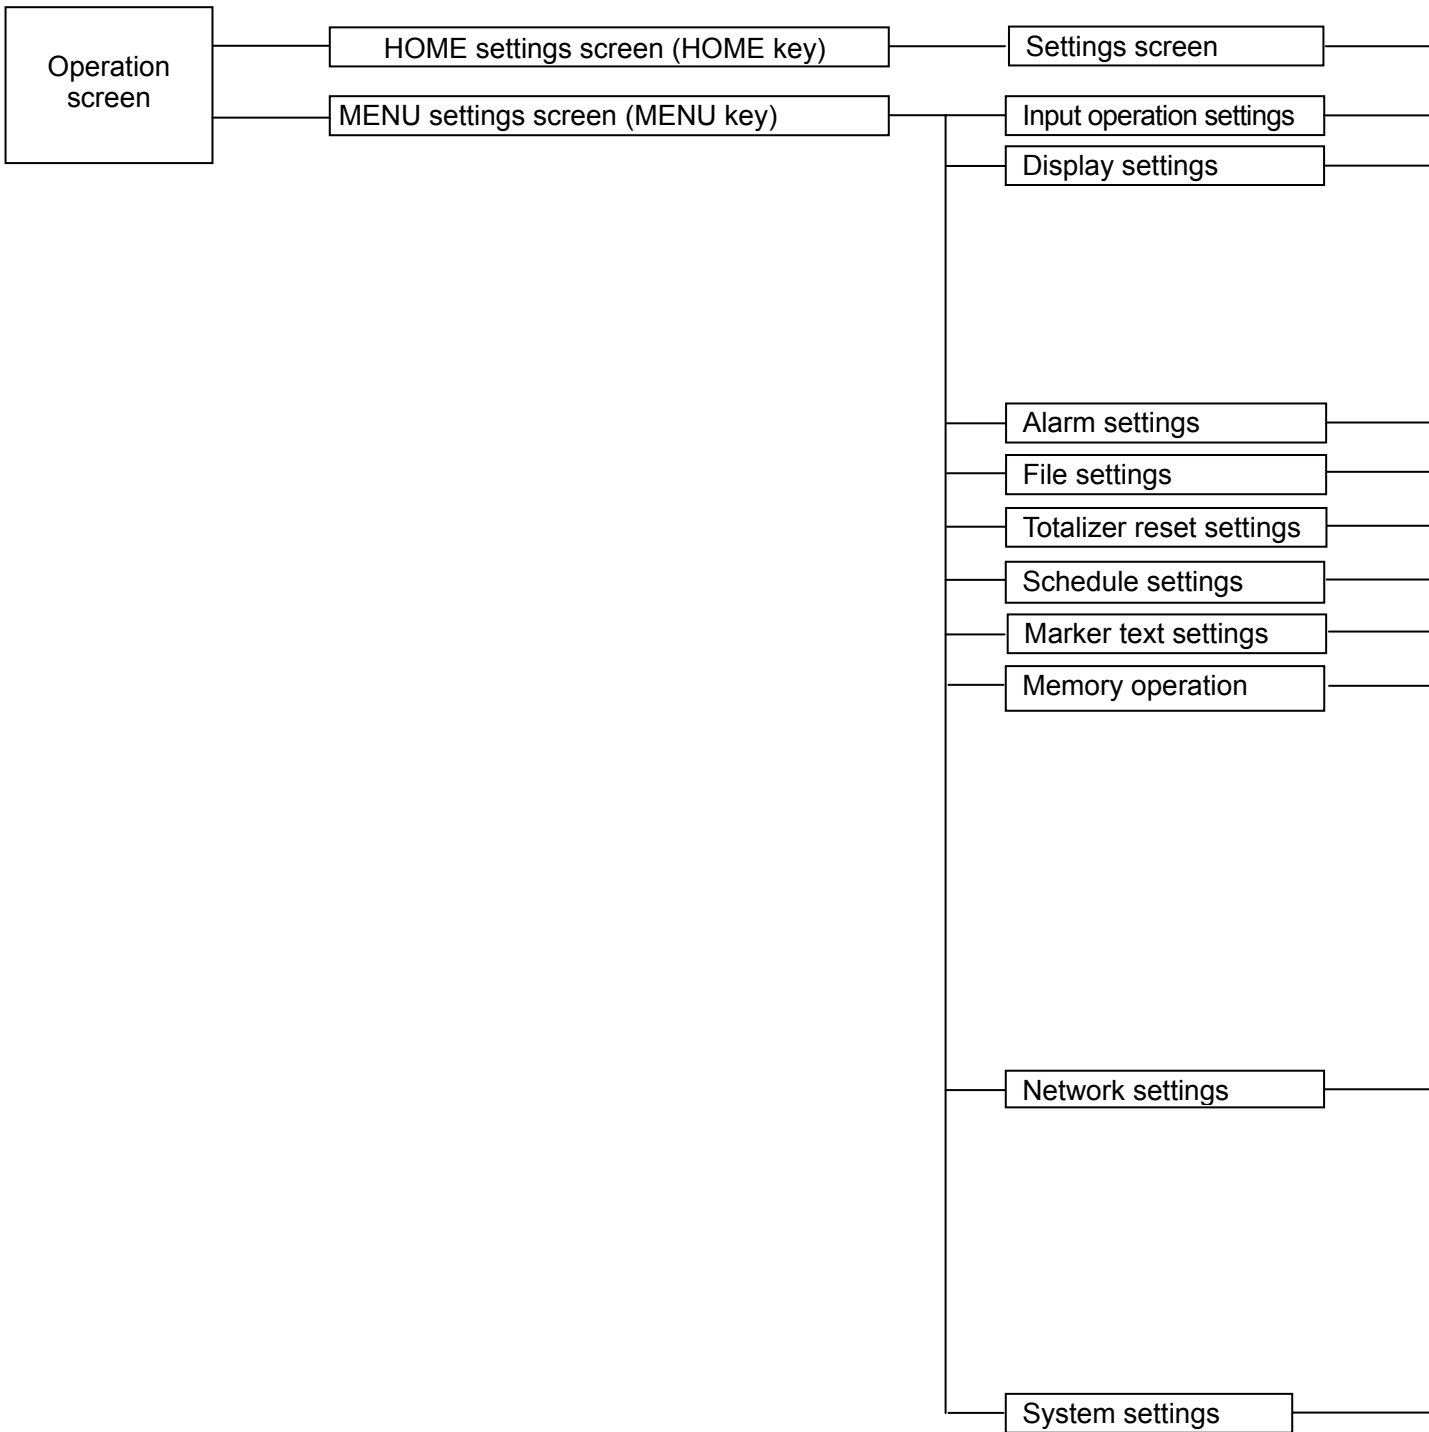 Operation
screen
HOME settings screen (HOME key)
Settings screen
MENU settings screen (MENU key)
Input operation settings
Display settings
Alarm settings
File settings
Totalizer reset settings
Schedule settings
Marker text settings
Memory operation
Network settings
System settings